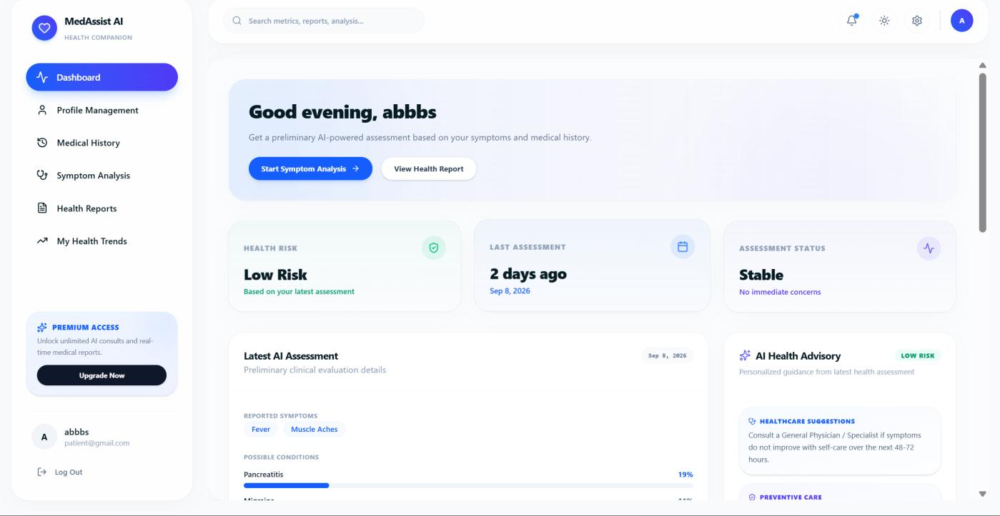 MedAssist AI
HEALTH COMPANION
Dashboard
Profile Management
Medical History
Symptom Analysis
Health Reports
My Health Trends
PREMIUM ACCESS
Unlock unlimited AI consults and real-
time medical reports.
Upgrade Now
A
abbbs
patient@gmail.com
Log Out
Search metrics, reports, analysis...
A
Good evening, abbbs
Get a preliminary AI-powered assessment based on your symptoms and medical history.
Start Symptom Analysis
View Health Report
HEALTH RISK
Low Risk
Based on your latest assessment
LAST ASSESSMENT
2 days ago
Sep 8, 2026
ASSESSMENT STATUS
Stable
No immediate concerns
Latest AI Assessment
Sep 8, 2026
Preliminary clinical evaluation details
REPORTED SYMPTOMS
Fever
Muscle Aches
POSSIBLE CONDITIONS
Pancreatitis 19%
Migraine 11%
AI Health Advisory
LOW RISK
Personalized guidance from latest health assessment
HEALTHCARE SUGGESTIONS
Consult a General Physician / Specialist if symptoms
do not improve with self-care over the next 48-72
hours.
PREVENTIVE CARE